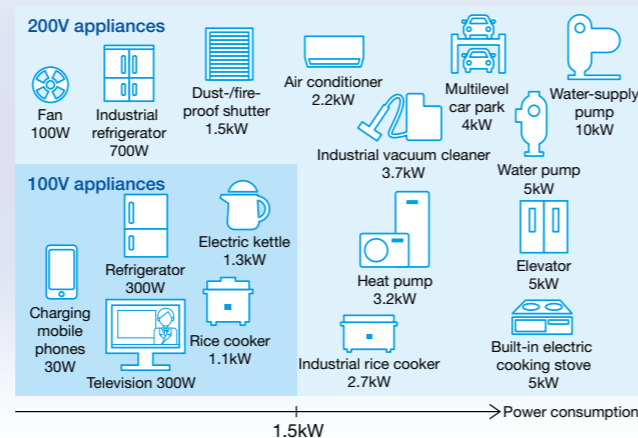 200V appliances
Fan
100W
Industrial
refrigerator
700W
Dust-/fire-
proof shutter
1.5kW
Air conditioner
2.2kW
Multilevel
car park
4kW
Water-supply
pump
10kW
Industrial vacuum cleaner
3.7kW
Water pump
5kW
100V appliances
Charging
mobile
phones
30W
Refrigerator
300W
Television 300W
Electric kettle
1.3kW
Rice cooker
1.1kW
Heat pump
3.2kW
Elevator
5kW
Industrial rice cooker
2.7kW
Built-in electric
cooking stove
5kW
Power consumption
1.5kW